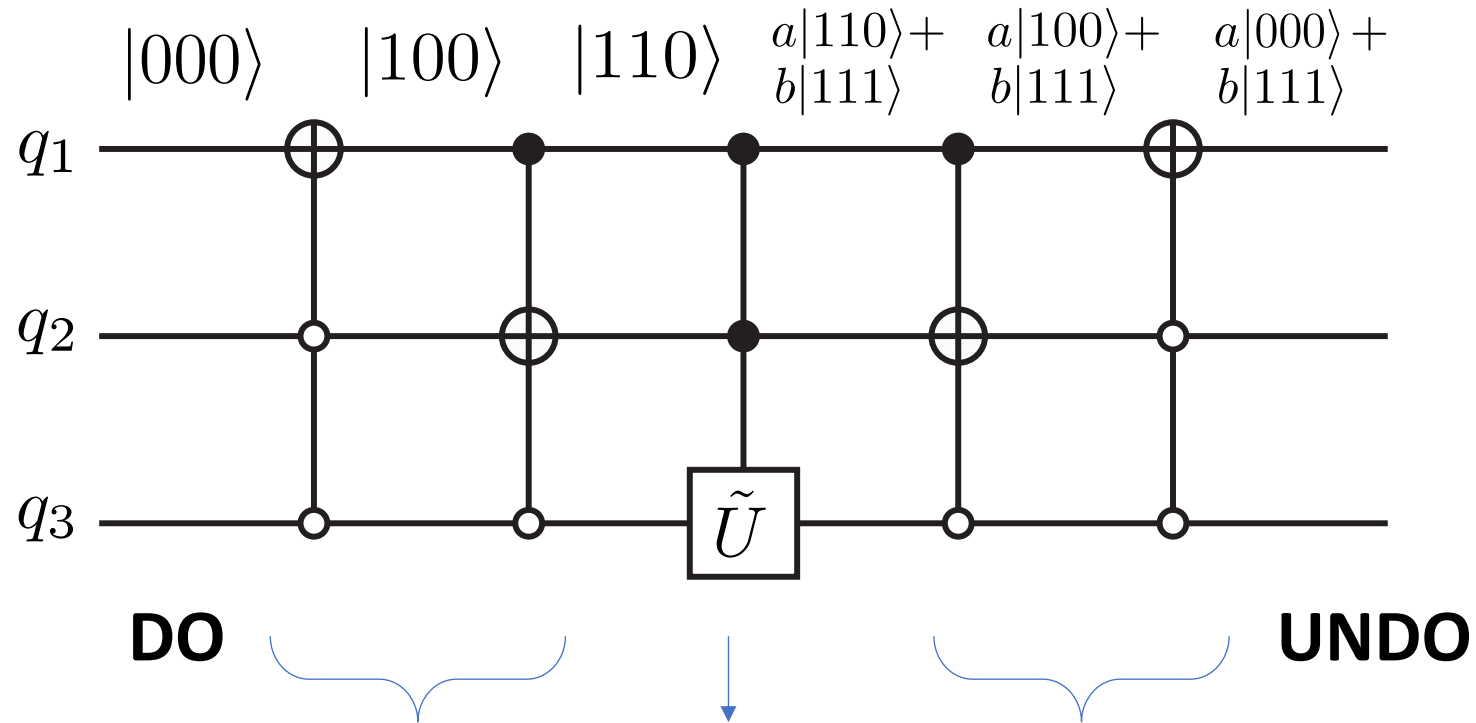 |000⟩ |100⟩ |110⟩ a|110⟩+ a|100⟩+ a|000⟩+
b|111⟩ b|111⟩ b|111⟩
q₁
q₂
q₃ Ũ
DO UNDO